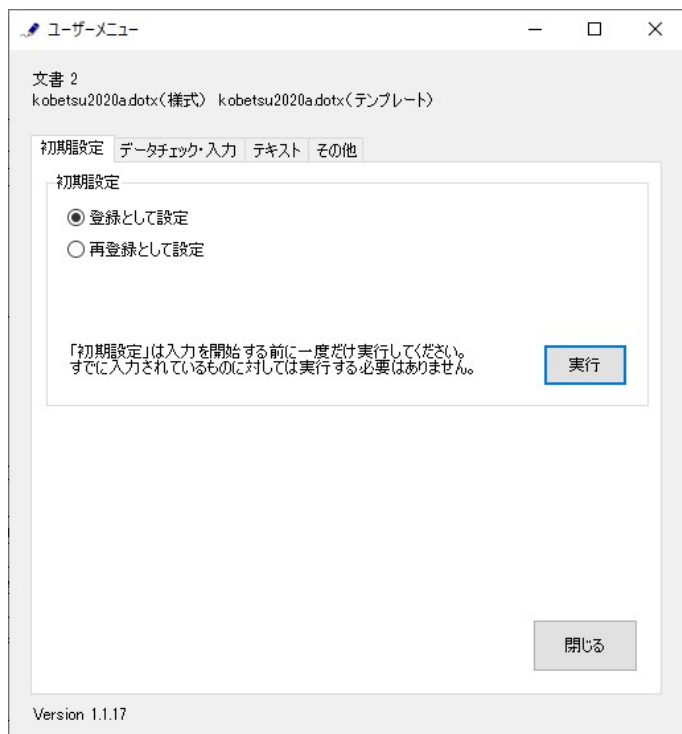 ユーザーメニュー
文書 2
kobetsu2020a.dotx(様式) kobetsu2020a.dotx(テンプレート)
初期設定 データチェック・入力 テキスト その他
初期設定
登録として設定
再登録として設定
「初期設定」は入力を開始する前に一度だけ実行してください。
すでに入力されているものに対しては実行する必要はありません。
実行
閉じる
Version 1.1.17